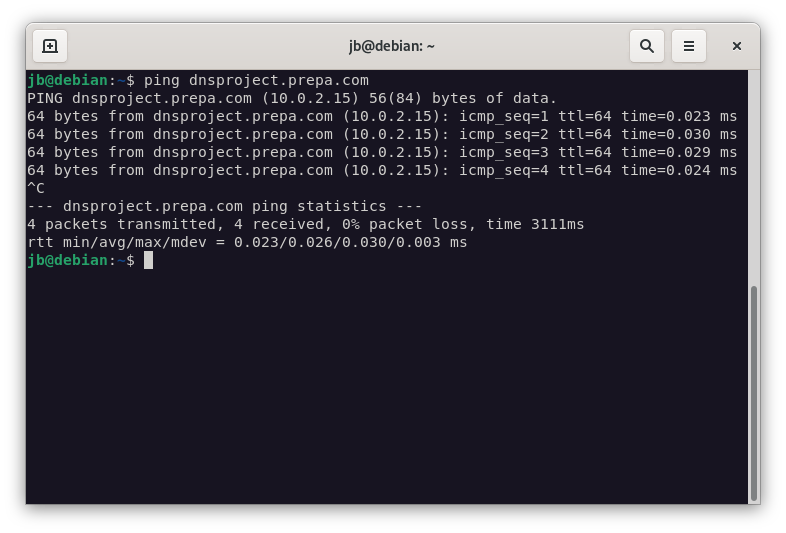 jb@debian: ~
jb@debian:~$ ping dnsproject.prepa.com
PING dnsproject.prepa.com (10.0.2.15) 56(84) bytes of data.
64 bytes from dnsproject.prepa.com (10.0.2.15): icmp_seq=1 ttl=64 time=0.023 ms
64 bytes from dnsproject.prepa.com (10.0.2.15): icmp_seq=2 ttl=64 time=0.030 ms
64 bytes from dnsproject.prepa.com (10.0.2.15): icmp_seq=3 ttl=64 time=0.029 ms
64 bytes from dnsproject.prepa.com (10.0.2.15): icmp_seq=4 ttl=64 time=0.024 ms
^C
--- dnsproject.prepa.com ping statistics ---
4 packets transmitted, 4 received, 0% packet loss, time 3111ms
rtt min/avg/max/mdev = 0.023/0.026/0.030/0.003 ms
jb@debian:~$